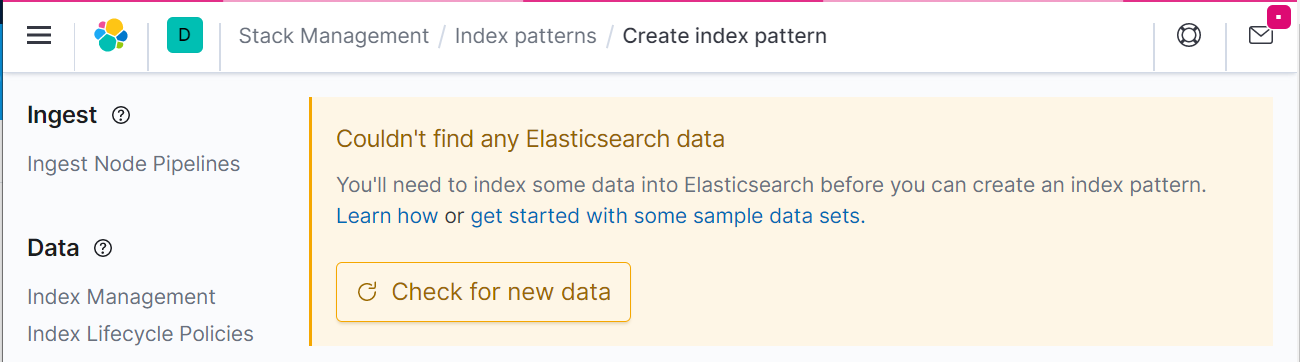 D
Stack Management / Index patterns / Create index pattern
Ingest
Ingest Node Pipelines
Data
Index Management
Index Lifecycle Policies
Couldn't find any Elasticsearch data
You'll need to index some data into Elasticsearch before you can create an index pattern.
Learn how or get started with some sample data sets.
Check for new data